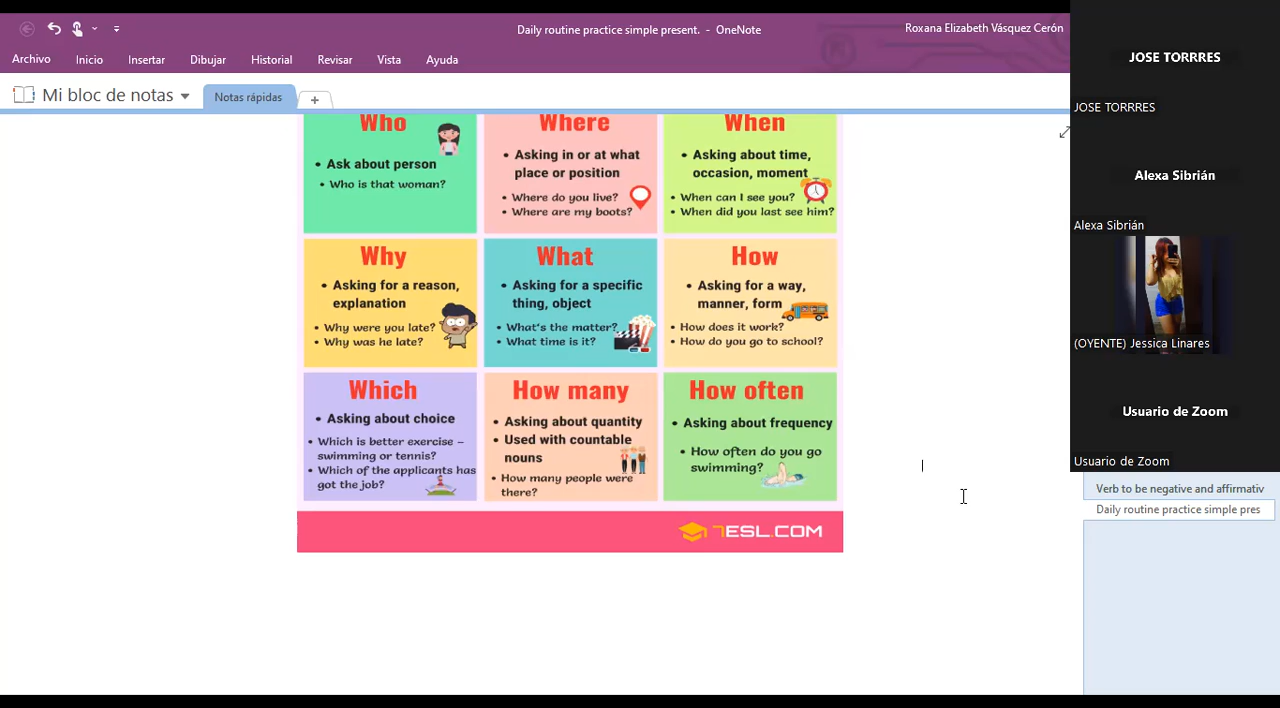 Daily routine practice simple present. - OneNote
Roxana Elizabeth Vásquez Cerón
Archivo
Inicio
Insertar
Dibujar
Historial
Revisar
Vista
Ayuda
Mi bloc de notas
Notas rápidas
Who
• Ask about person
• Who is that woman?
Where
• Asking in or at what
place or position
• Where do you live?
• Where are my boots?
When
• Asking about time,
occasion, moment
• When can I see you?
• When did you last see him?
Why
• Asking for a reason,
explanation
• Why were you late?
• Why was he late?
What
• Asking for a specific
thing, object
• What's the matter?
• What time is it?
How
• Asking for a way,
manner, form
• How does it work?
• How do you go to school?
Which
• Asking about choice
• Which is better exercise –
swimming or tennis?
• Which of the applicants has
got the job?
How many
• Asking about quantity
• Used with countable
nouns
• How many people were
there?
How often
• Asking about frequency
• How often do you go
swimming?
7ESL.COM
JOSE TORRRES
JOSE TORRRES
Alexa Sibrián
Alexa Sibrián
(OYENTE) Jessica Linares
Usuario de Zoom
Usuario de Zoom
Verb to be negative and affirmativ
Daily routine practice simple pres